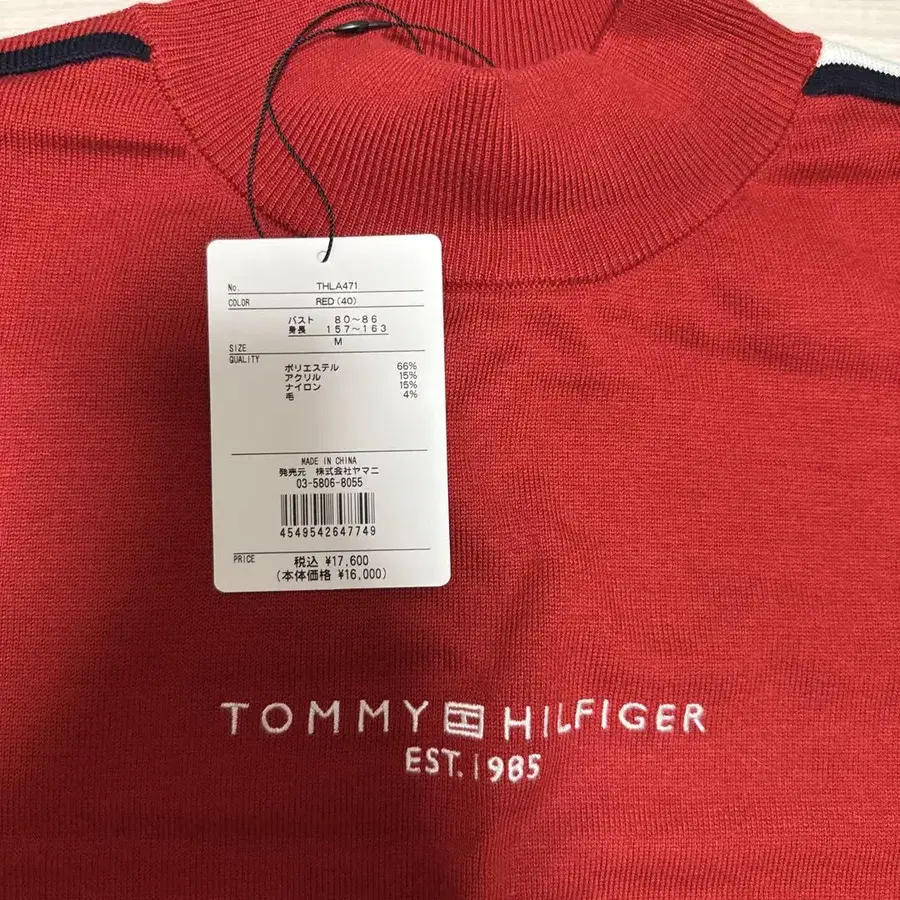 No. THLA471
COLOR RED(40)
バスト 80~86
身長 157~163
SIZE M
QUALITY
ポリエステル 66%
アクリル 15%
ナイロン 15%
毛 4%
MADE IN CHINA
発売元 株式会社ヤマニ
03-5806-8055
4549542647749
PRICE 税込 ¥17,600
(本体価格 ¥16,000)
TOMMY HILFIGER
EST. 1985